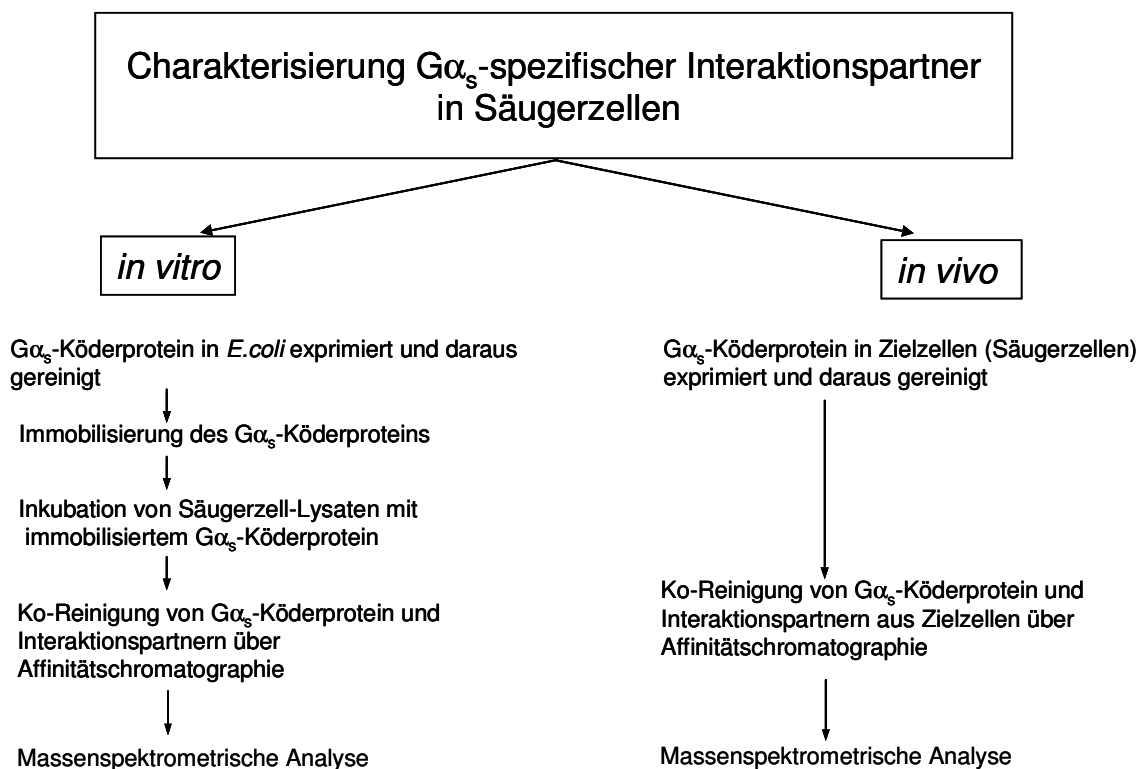 Charakterisierung Gαs-spezifischer Interaktionspartner
in Säugerzellen
in vitro
in vivo
Gαs-Köderprotein in E.coli exprimiert und daraus
gereinigt
Immobilisierung des Gαs-Köderproteins
Inkubation von Säugerzell-Lysaten mit
immobilisiertem Gαs-Köderprotein
Ko-Reinigung von Gαs-Köderprotein und
Interaktionspartnern über
Affinitätschromatographie
Massenspektrometrische Analyse
Gαs-Köderprotein in Zielzellen (Säugerzellen)
exprimiert und daraus gereinigt
Ko-Reinigung von Gαs-Köderprotein und
Interaktionspartnern aus Zielzellen über
Affinitätschromatographie
Massenspektrometrische Analyse